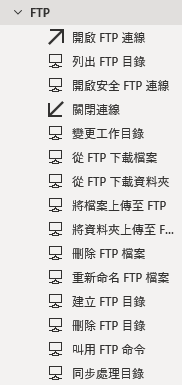 FTP
開啟 FTP 連線
列出 FTP 目錄
開啟安全 FTP 連線
關閉連線
變更工作目錄
從 FTP 下載檔案
從 FTP 下載資料夾
將檔案上傳至 FTP
將資料夾上傳至 F...
刪除 FTP 檔案
重新命名 FTP 檔案
建立 FTP 目錄
刪除 FTP 目錄
叫用 FTP 命令
同步處理目錄